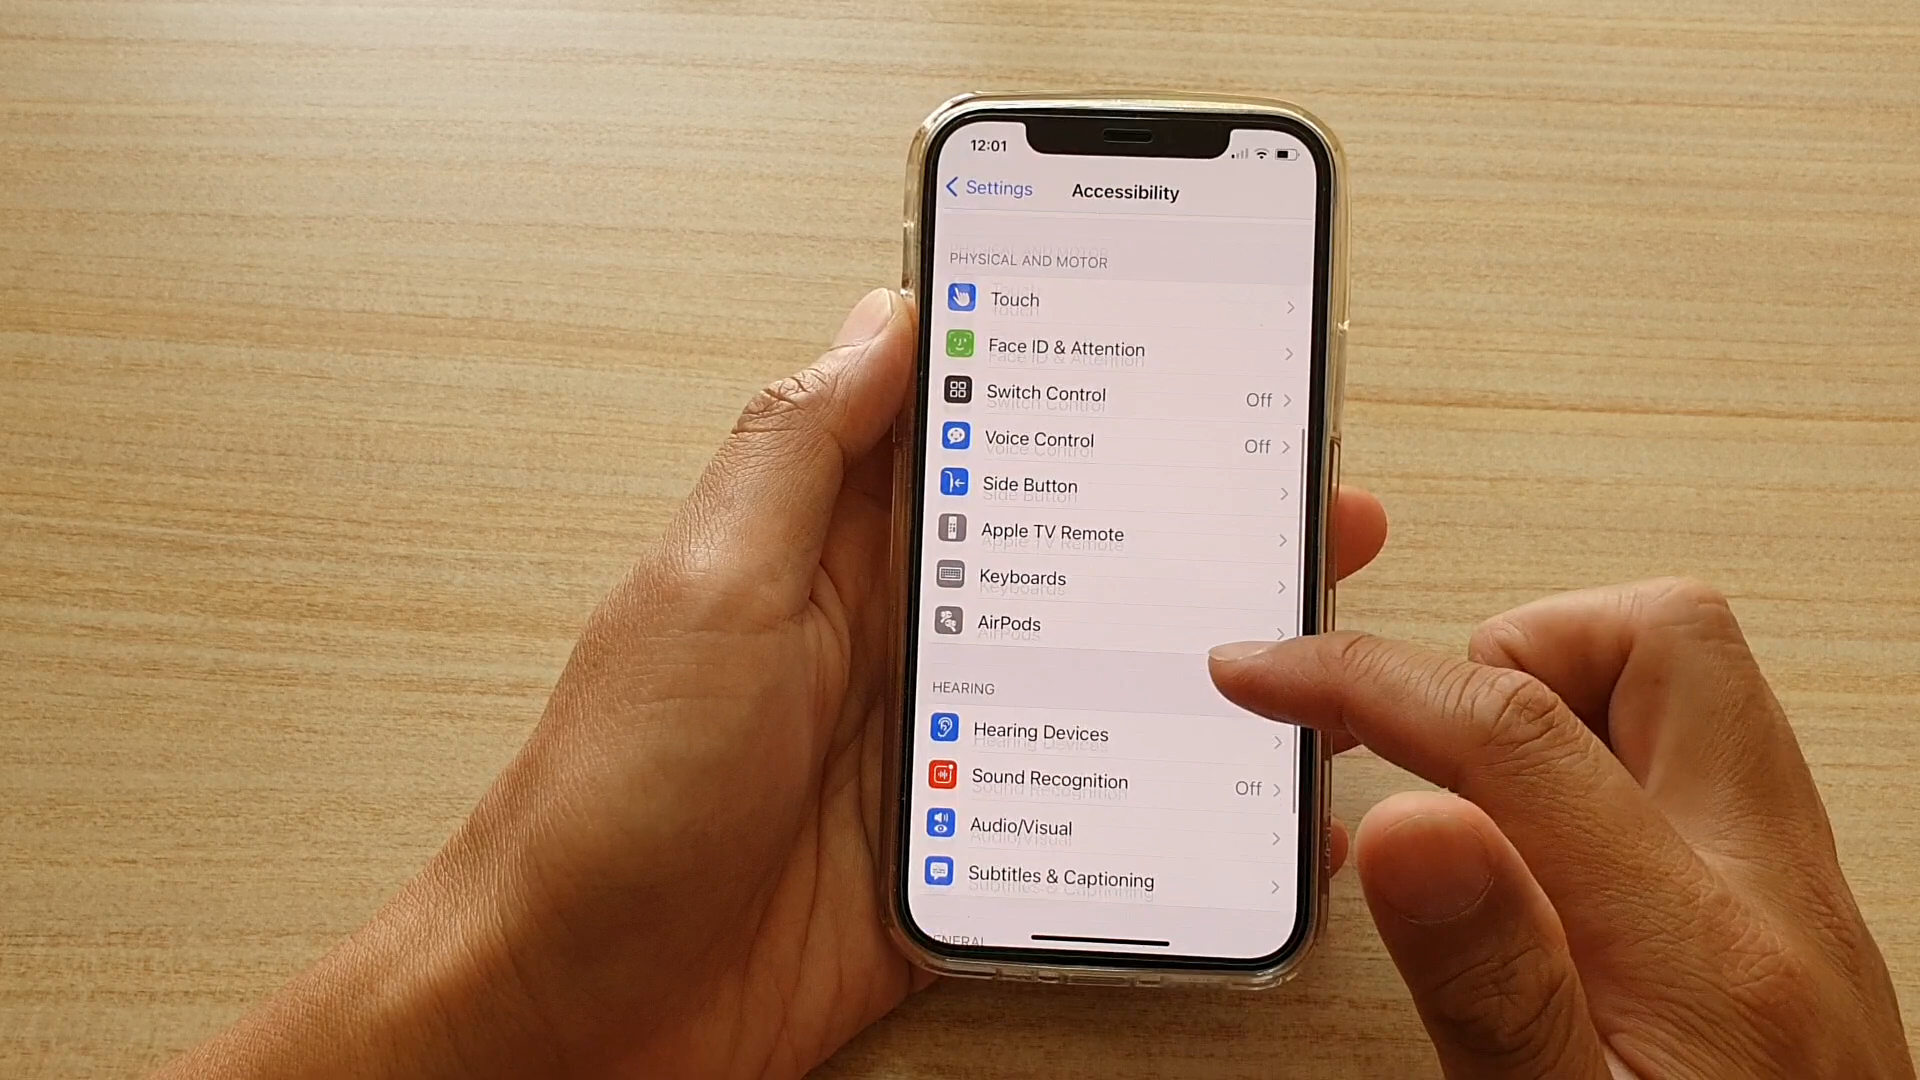 12:01
Settings
Accessibility
PHYSICAL AND MOTOR
Touch
Face ID & Attention
Switch Control Off
Voice Control Off
Side Button
Apple TV Remote
Keyboards
AirPods
HEARING
Hearing Devices
Sound Recognition Off
Audio/Visual
Subtitles & Captioning
GENERAL